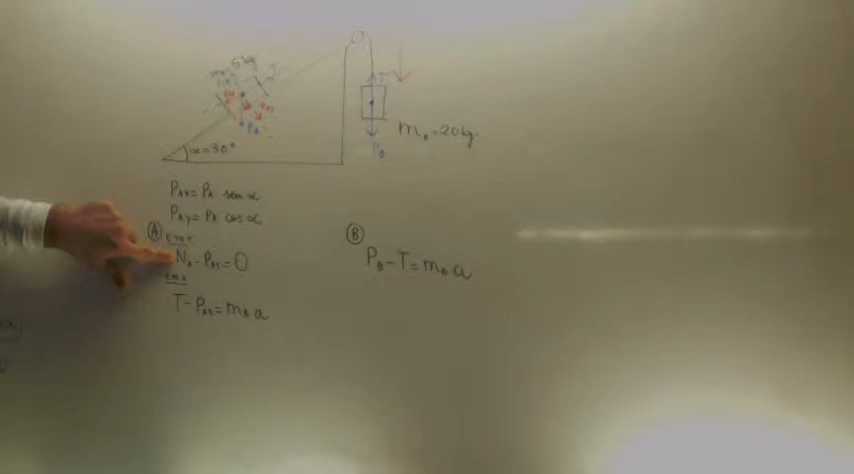 T
m_B=20kg
P_B
α=30°
P_AX=P_A sen α
P_AY=P_A cos α
A
EJE Y
N_A-P_AY=0
EJE X
T-P_AX=m_A a
B
P_B-T=m_B a